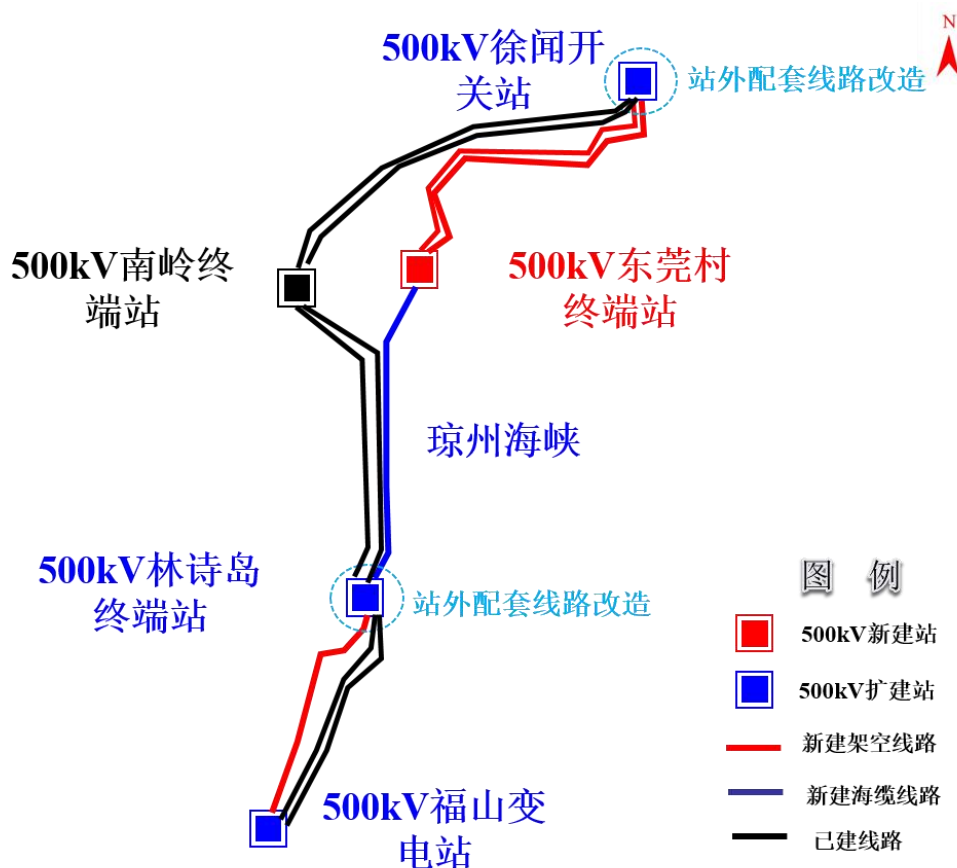 N
500kV徐闻开
关站
站外配套线路改造
500kV南岭终
端站
500kV东莞村
终端站
琼州海峡
500kV林诗岛
终端站
站外配套线路改造
500kV福山变
电站
图 例
500kV新建站
500kV扩建站
新建架空线路
新建海缆线路
已建线路